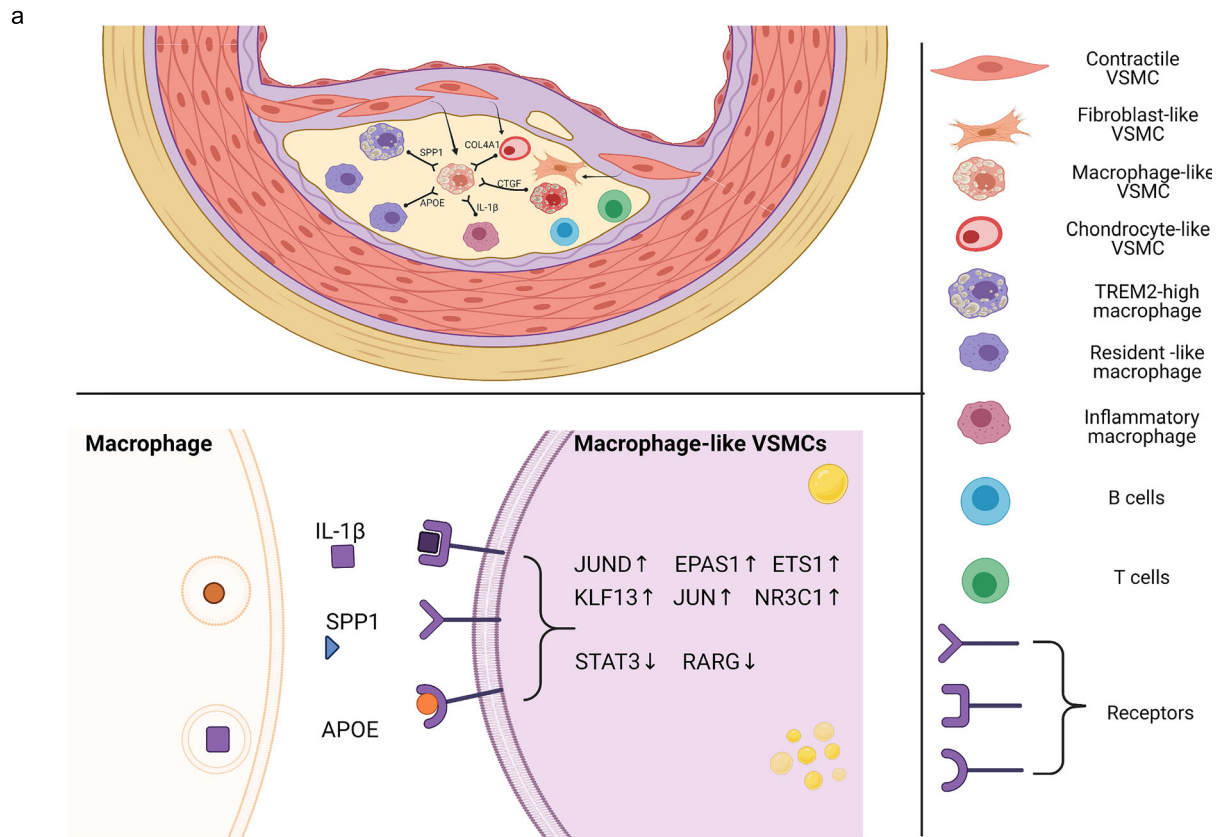 a
SPP1
COL4A1
CTGF
APOE
IL-1β
Contractile
VSMC
Fibroblast-like
VSMC
Macrophage-like
VSMC
Chondrocyte-like
VSMC
TREM2-high
macrophage
Resident -like
macrophage
Inflammatory
macrophage
B cells
T cells
Receptors
Macrophage
Macrophage-like VSMCs
IL-1β
SPP1
APOE
JUND↑ EPAS1↑ ETS1↑
KLF13↑ JUN↑ NR3C1↑
STAT3↓ RARG↓